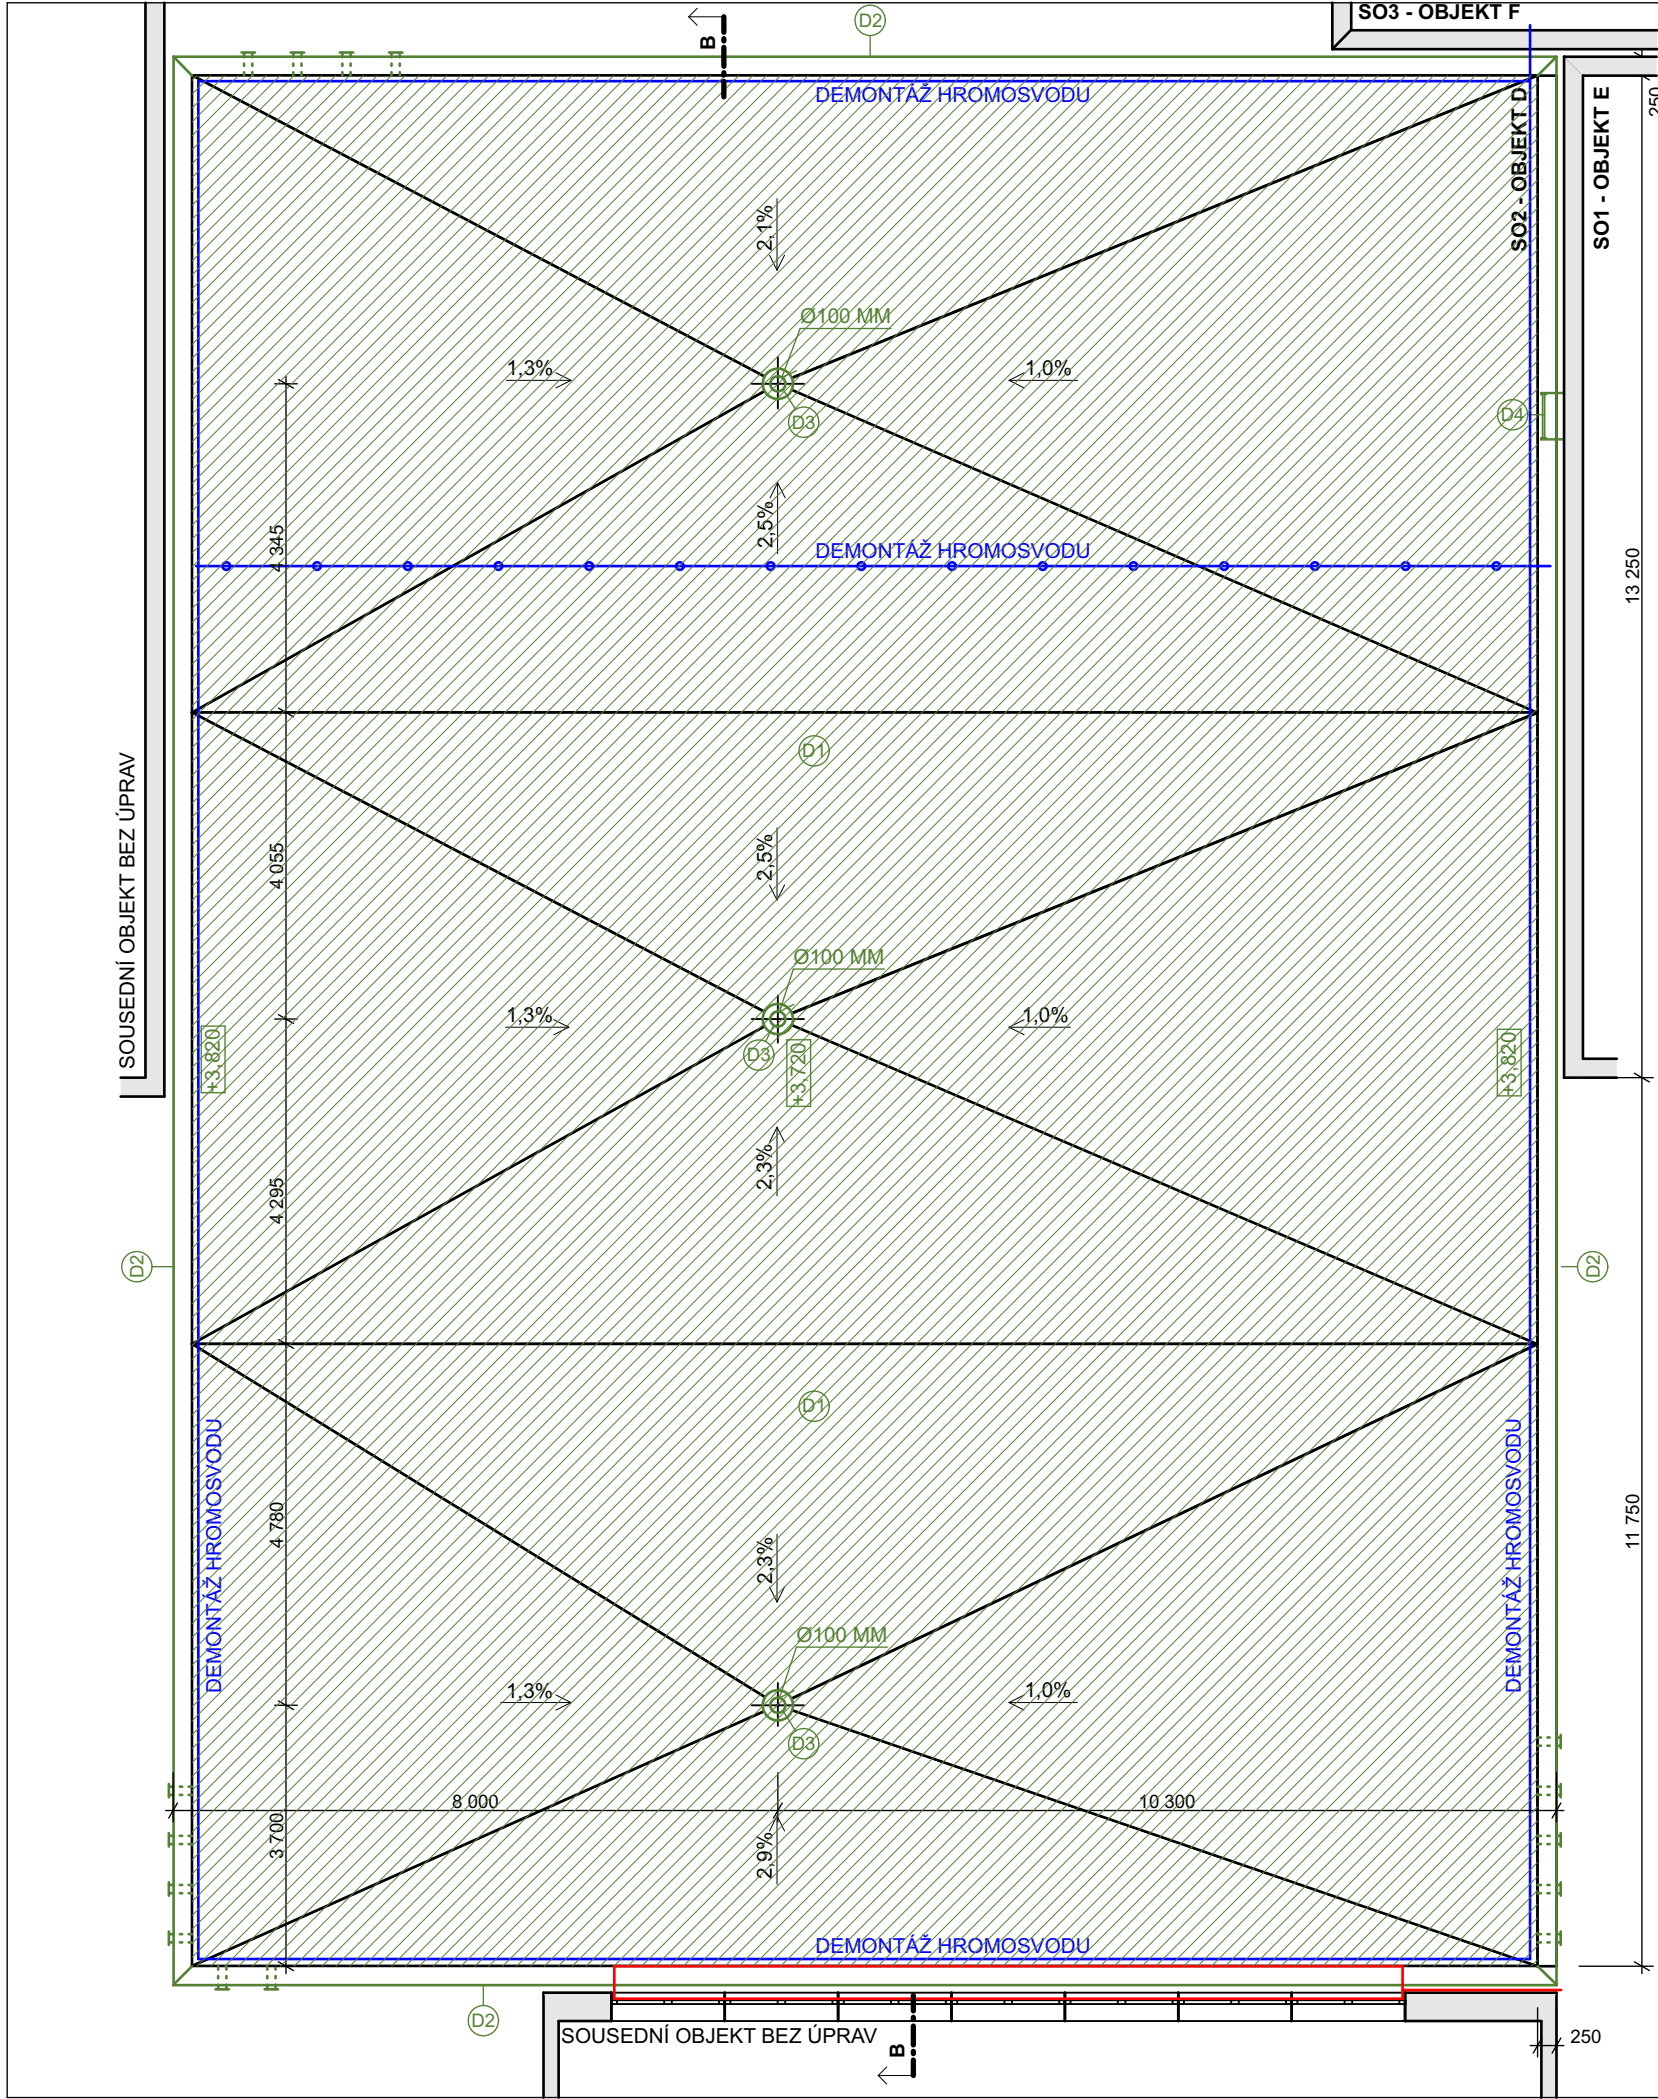 SO3 - OBJEKT F
D2
B
DEMONTÁŽ HROMOSVODU
SO2 - OBJEKT D
SO1 - OBJEKT E
250
2,1%
Ø100 MM
1,3%
1,0%
D3
D4
2,5%
4 345
DEMONTÁŽ HROMOSVODU
13 250
D1
SOUSEDNÍ OBJEKT BEZ ÚPRAV
4 055
2,5%
Ø100 MM
1,3%
1,0%
D3
+3,820
+3,720
+3,820
2,3%
4 295
D2
D2
D1
DEMONTÁŽ HROMOSVODU
4 780
2,3%
DEMONTÁŽ HROMOSVODU
11 750
Ø100 MM
1,3%
1,0%
D3
8 000
10 300
3 700
2,9%
DEMONTÁŽ HROMOSVODU
D2
SOUSEDNÍ OBJEKT BEZ ÚPRAV
B
250